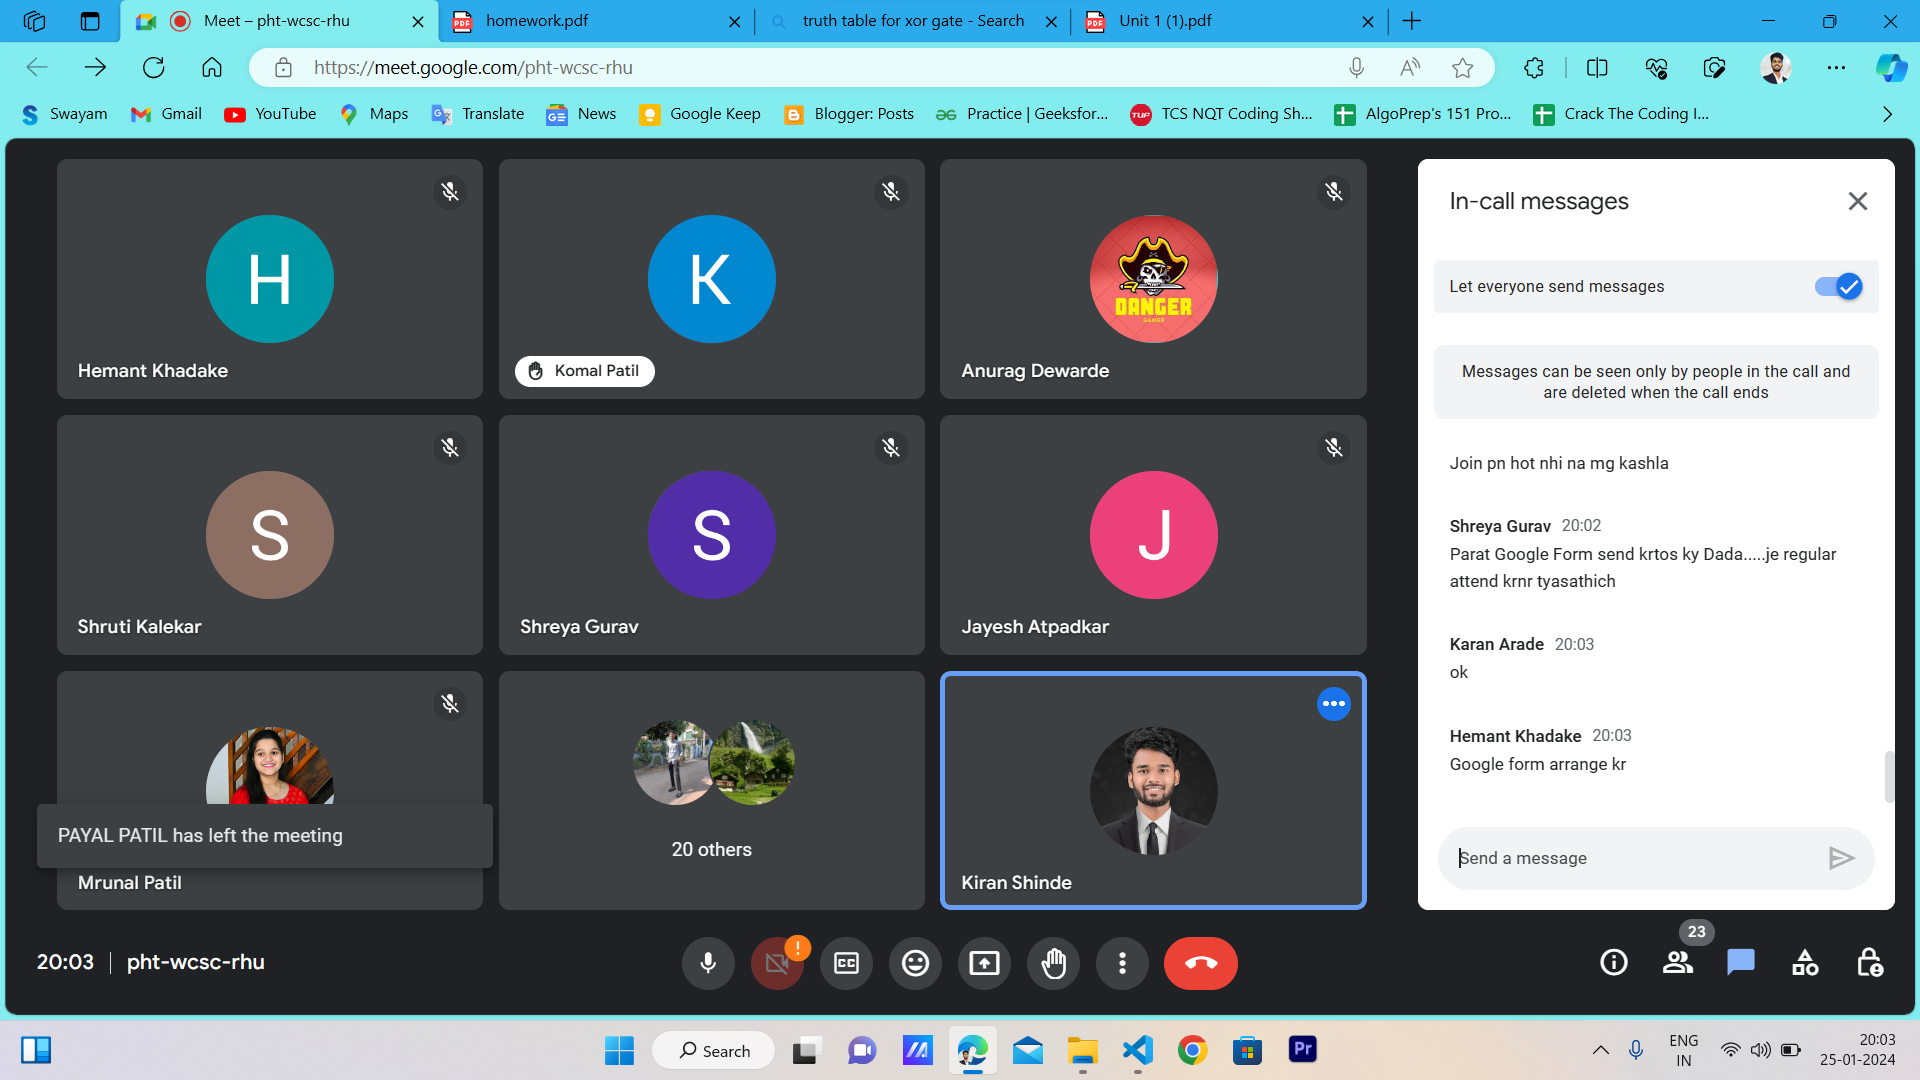 Meet – pht-wcsc-rhu
homework.pdf
truth table for xor gate - Search
Unit 1 (1).pdf
https://meet.google.com/pht-wcsc-rhu
Swayam
Gmail
YouTube
Maps
Translate
News
Google Keep
Blogger: Posts
Practice | Geeksfor...
TCS NQT Coding Sh...
AlgoPrep's 151 Pro...
Crack The Coding I...
H
Hemant Khadake
K
Komal Patil
DANGER
GAMER
Anurag Dewarde
S
Shruti Kalekar
S
Shreya Gurav
J
Jayesh Atpadkar
PAYAL PATIL has left the meeting
Mrunal Patil
20 others
Kiran Shinde
In-call messages
Let everyone send messages
Messages can be seen only by people in the call and
are deleted when the call ends
Join pn hot nhi na mg kashla
Shreya Gurav 20:02
Parat Google Form send krtos ky Dada.....je regular
attend krnr tyasathich
Karan Arade 20:03
ok
Hemant Khadake 20:03
Google form arrange kr
Send a message
20:03 | pht-wcsc-rhu
23
Search
Pr
ENG
IN
20:03
25-01-2024